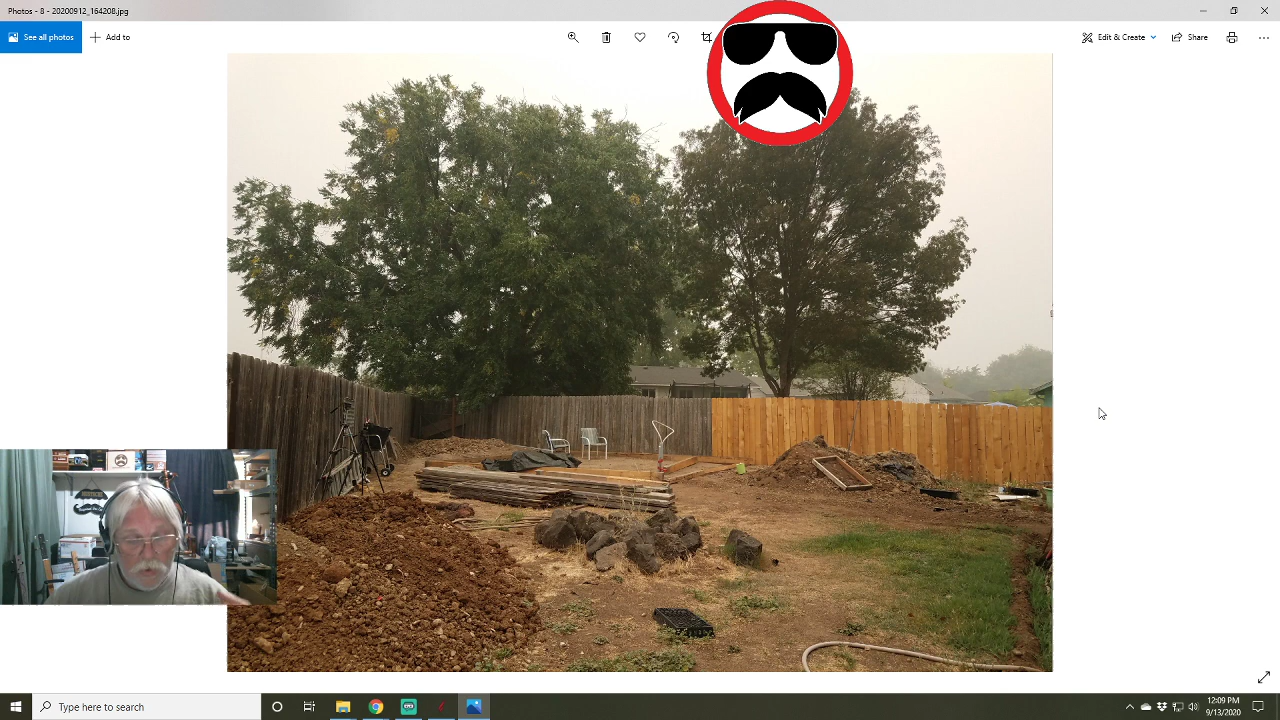 Photos - 8 - 20200912_164208.jpg
See all photos
Add to
Edit & Create
Share
Type here to search
12:09 PM
9/13/2020